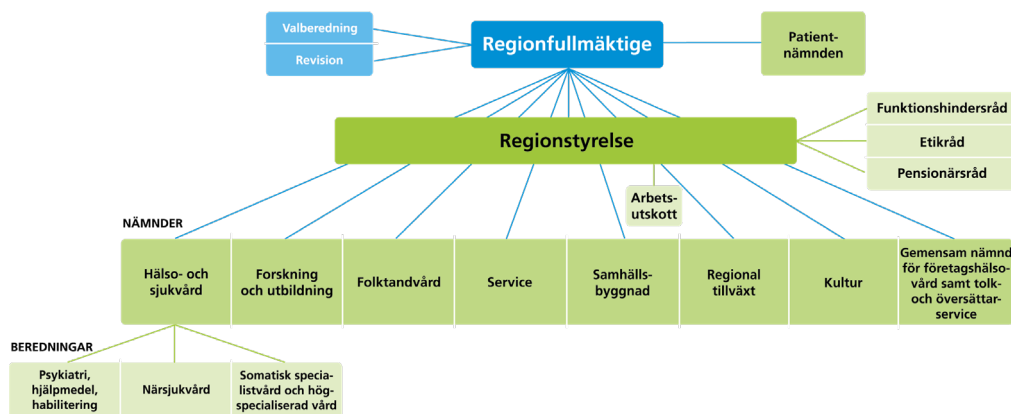 Valberedning
Revision
Regionfullmäktige
Patient-
nämnden
Regionstyrelse
Funktionshindersråd
Etikråd
Pensionärsråd
Arbets-
utskott
NÄMNDER
Hälso- och
sjukvård
Forskning
och utbildning
Folktandvård
Service
Samhälls-
byggnad
Regional
tillväxt
Kultur
Gemensam nämnd
för företagshälso-
vård samt tolk-
och översättar-
service
BEREDNINGAR
Psykiatri,
hjälpmedel,
habilitering
Närsjukvård
Somatisk specia-
listvård och hög-
specialiserad vård